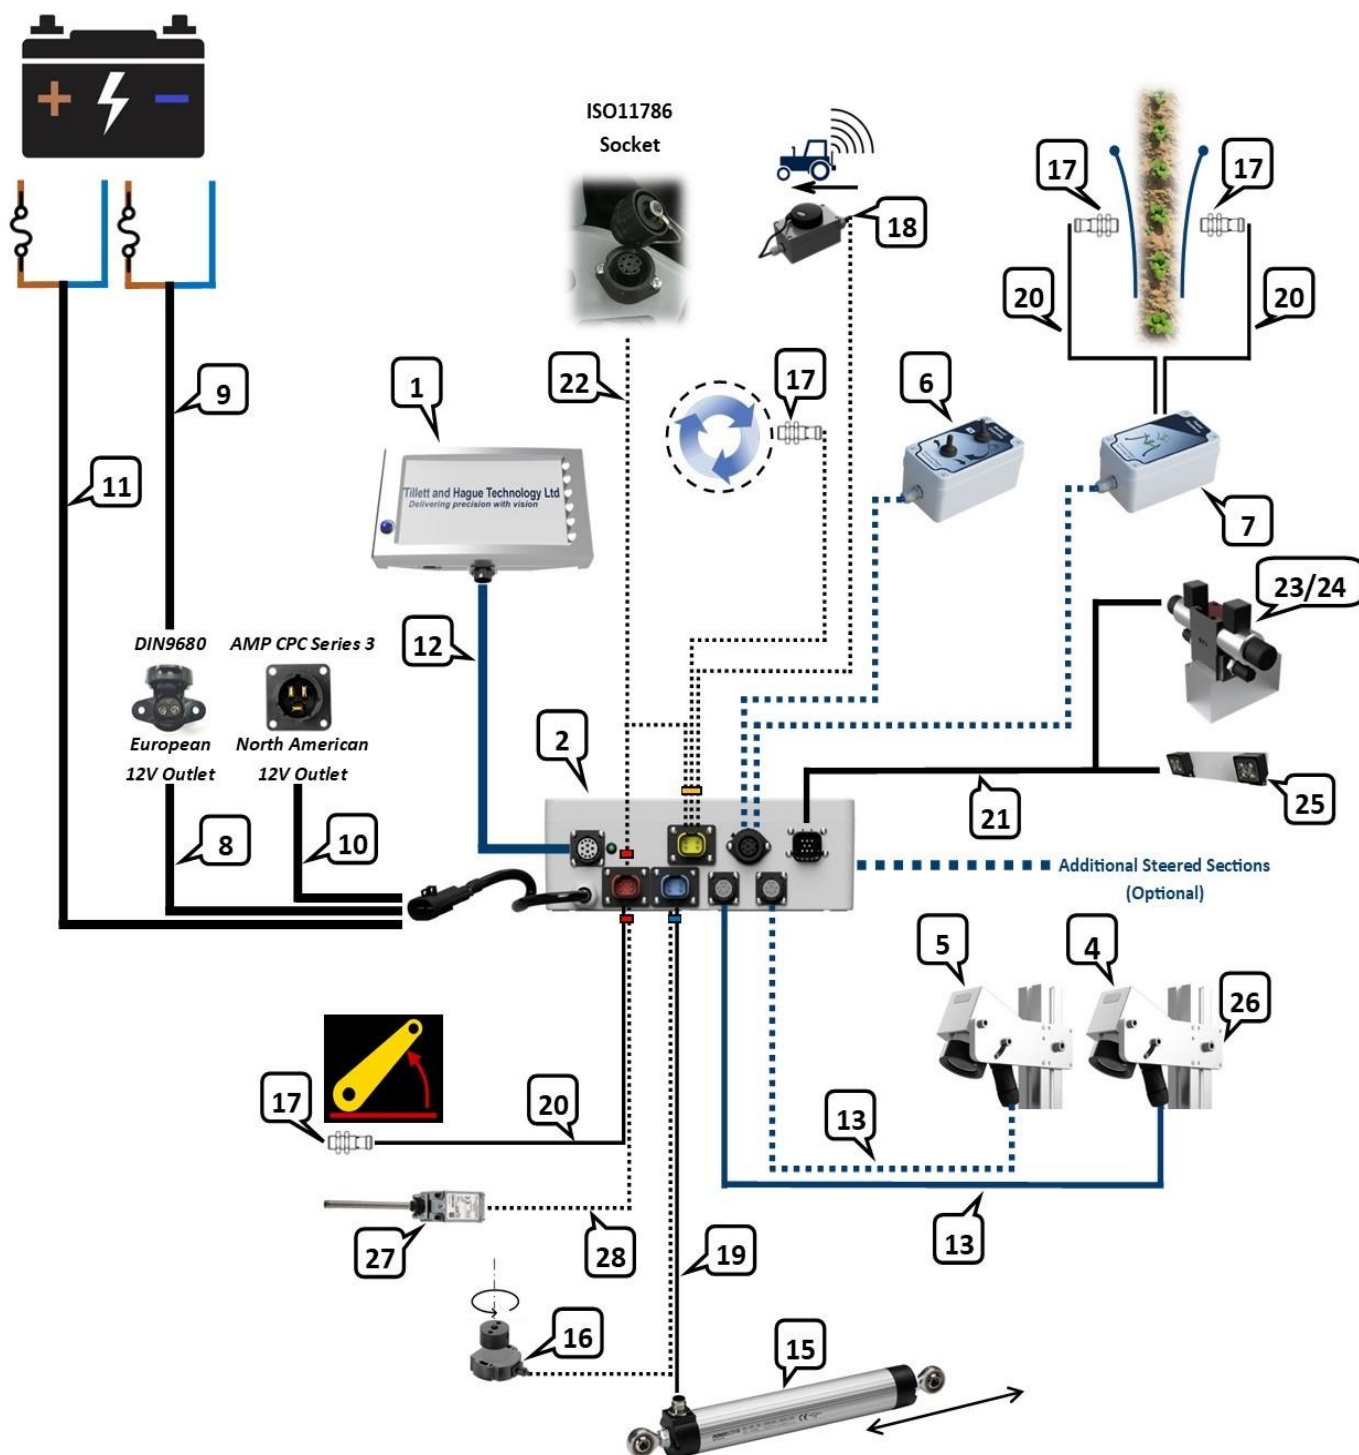 ISO11786
Socket
17
17
18
20
20
22
17
6
1
9
11
Tillett and Hague Technology Ltd
Delivering precision with vision
7
23/24
12
DIN9680
AMP CPC Series 3
European
12V Outlet
North American
12V Outlet
2
8
10
21
25
Additional Steered Sections
(Optional)
5
4
26
17
20
13
13
27
28
19
16
15